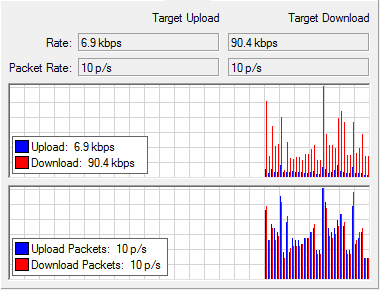 Target Upload Target Download
Rate: 6.9 kbps 90.4 kbps
Packet Rate: 10 p/s 10 p/s
Upload: 6.9 kbps
Download: 90.4 kbps
Upload Packets: 10 p/s
Download Packets: 10 p/s